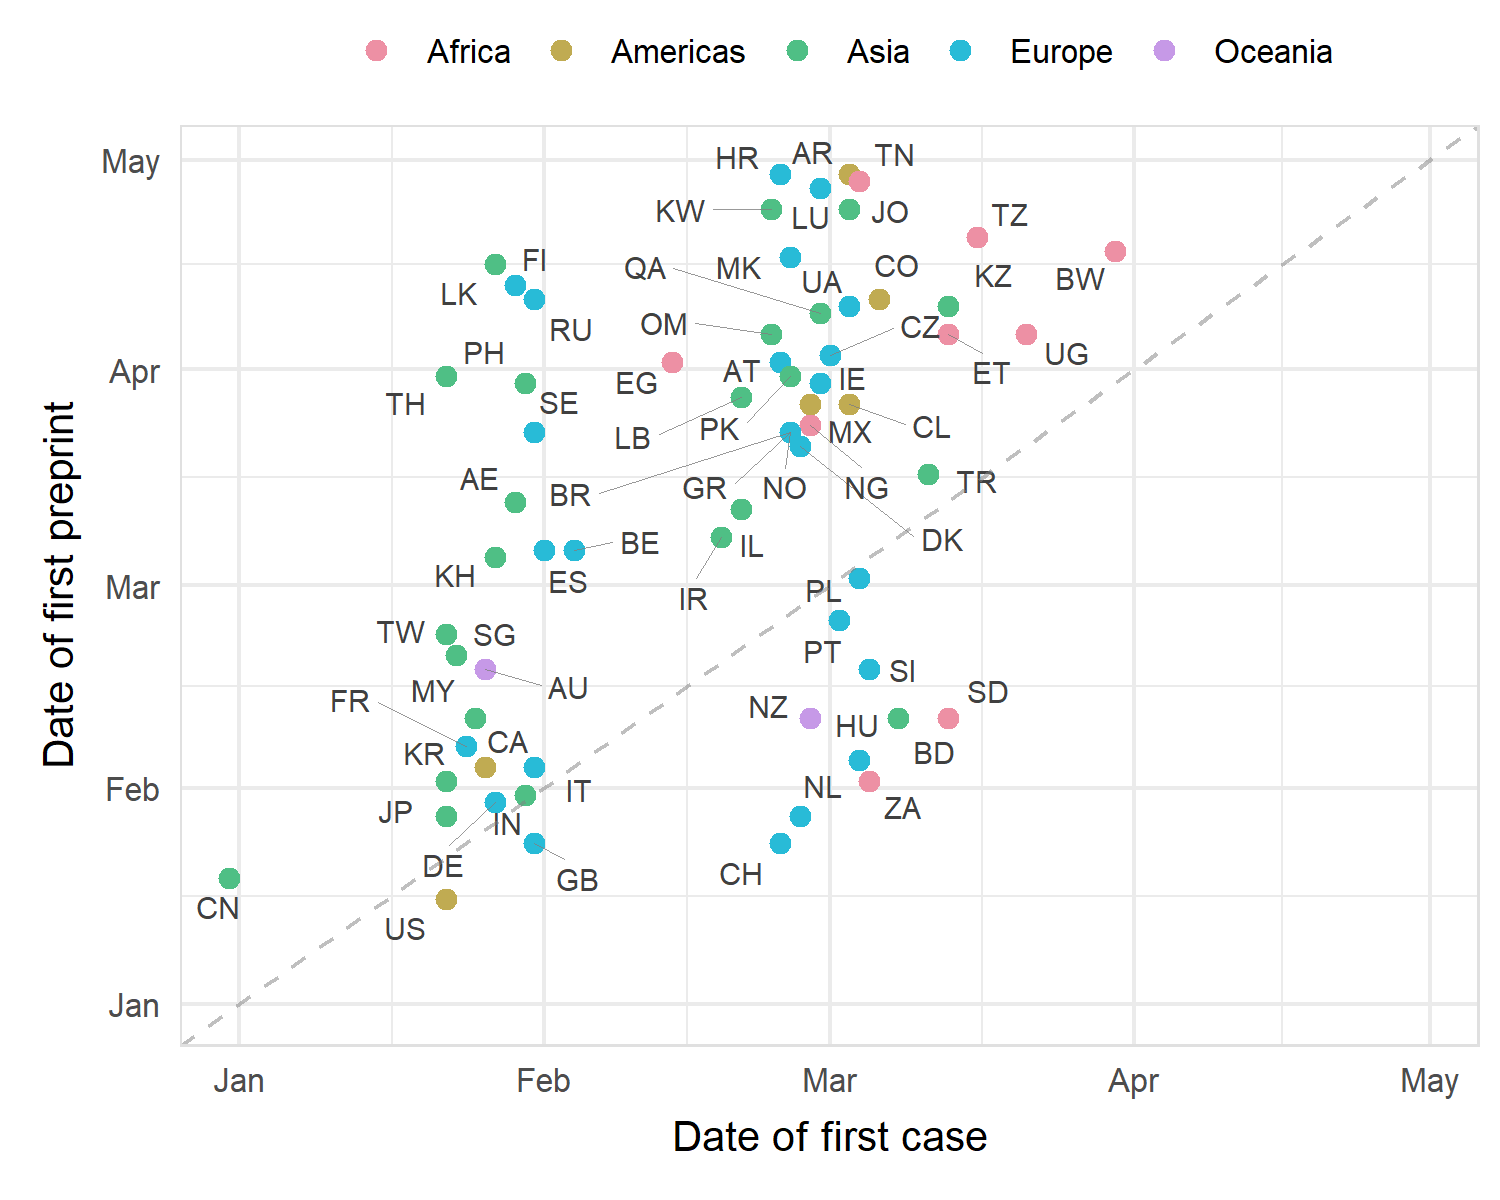 Africa Americas Asia Europe Oceania
Date of first preprint
May
Apr
Mar
Feb
Jan
HR AR TN
KW LU JO
TZ
FI QA MK CO KZ BW
LK UA
RU OM CZ
PH EG AT IE ET UG
TH SE LB PK MX CL
AE BR GR NO NG TR
BE IL DK
KH ES IR PL
TW SG PT
MY AU SI
FR NZ HU SD
KR CA BD
JP IT NL ZA
IN
DE GB CH
CN
US
Jan Feb Mar Apr May
Date of first case